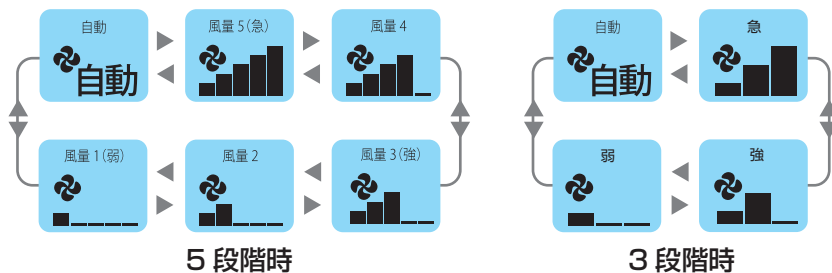 自動
自動
風量 5（急）
風量 4
風量 1（弱）
風量 2
風量 3（強）
5 段階時
自動
自動
急
弱
強
3 段階時